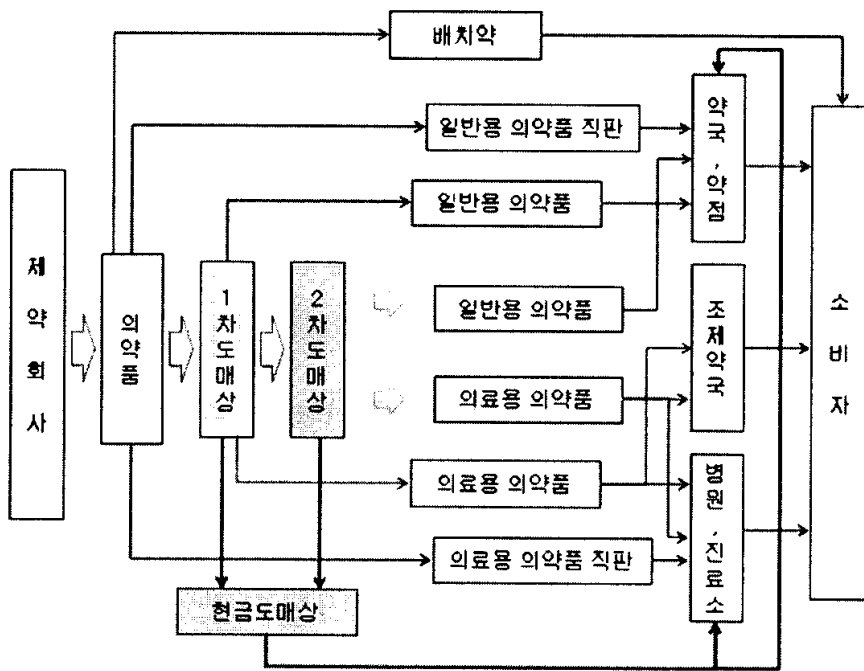 배치약
일반용 의약품 직판
일반용 의약품
일반용 의약품
의료용 의약품
의료용 의약품
의료용 의약품 직판
제약회사
의약품
1차도매상
2차도매상
현금도매상
약국,약점
조제약국
병원,진료소
소비자